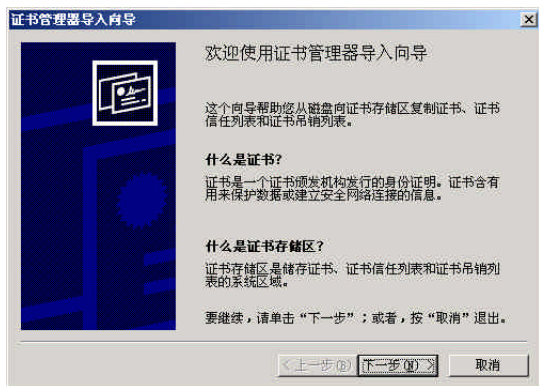 证书管理器导入向导
欢迎使用证书管理器导入向导
这个向导帮助您从磁盘向证书存储区复制证书、证书
信任列表和证书吊销列表。
什么是证书?
证书是一个证书颁发机构发行的身份证明。证书含有
用来保护数据或建立安全网络连接的信息。
什么是证书存储区?
证书存储区是储存证书、证书信任列表和证书吊销列
表的系统区域。
要继续，请单击“下一步”；或者，按“取消”退出。
<上一步(B) 下一步(N) > 取消